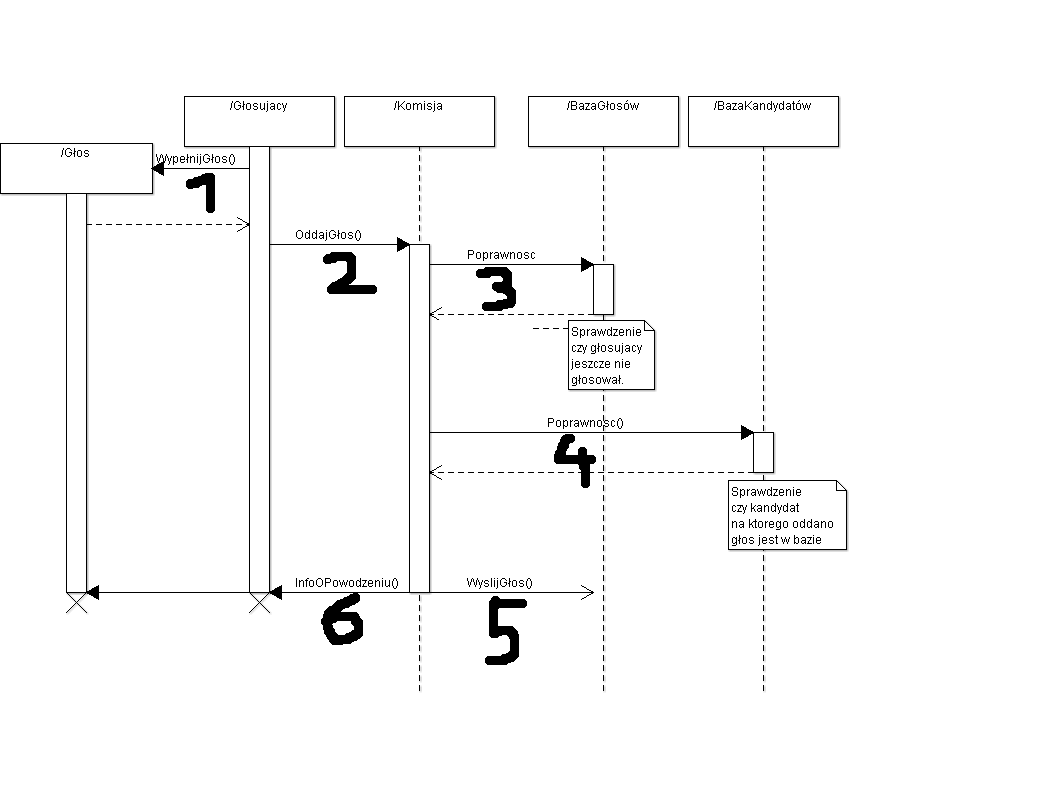 /Głosujacy
/Komisja
/BazaGłosów
/BazaKandydatów
/Głos
WypełnijGłos()
1
OddajGłos()
2
Poprawnosc
3
Sprawdzenie
czy głosujacy
jeszcze nie
głosował.
Poprawnosc()
4
Sprawdzenie
czy kandydat
na ktorego oddano
głos jest w bazie
InfoOPowodzeniu()
WyslijGłos()
6
5